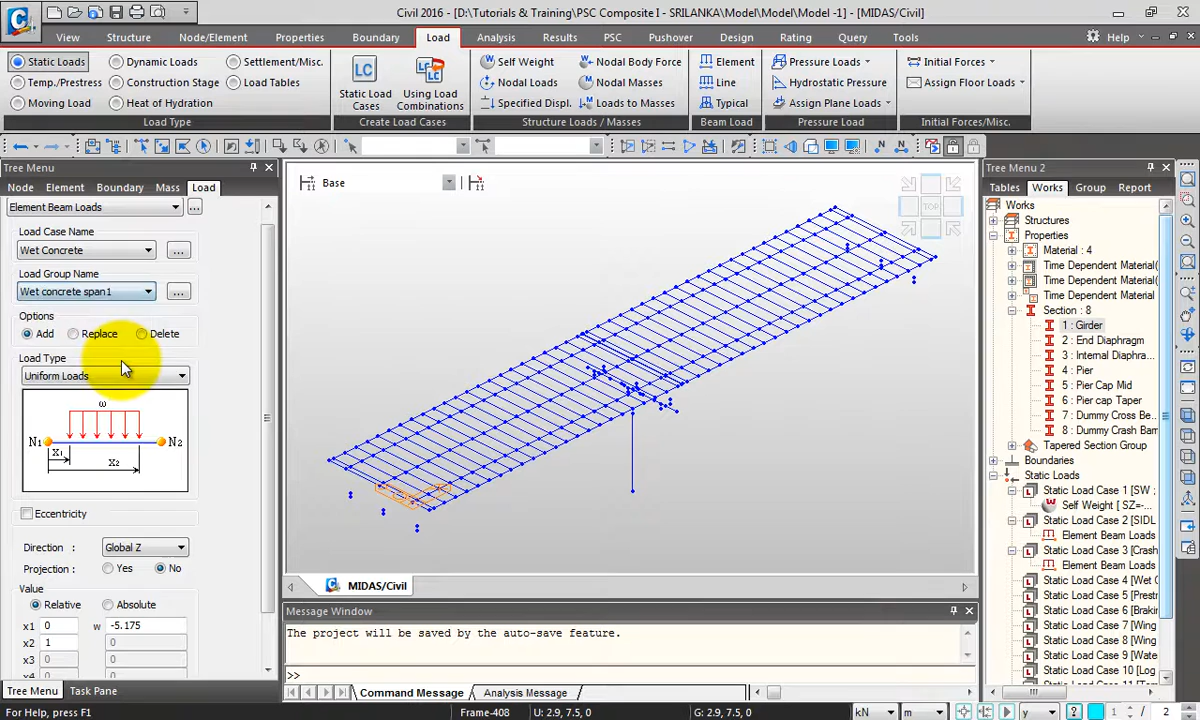 Civil 2016 - [D:\Tutorials & Training\PSC Composite I - SRILANKA\Model\Model\Model -1] - [MIDAS/Civil]
View Structure Node/Element Properties Boundary Load Analysis Results PSC Pushover Design Rating Query Tools Help
Static Loads Dynamic Loads Settlement/Misc. Self Weight Nodal Body Force Element Pressure Loads Initial Forces
Temp./Prestress Construction Stage Load Tables Nodal Loads Nodal Masses Line Hydrostatic Pressure Assign Floor Loads
Moving Load Heat of Hydration Static Load Cases Using Load Combinations Specified Displ. Loads to Masses Typical Assign Plane Loads
Load Type Create Load Cases Structure Loads / Masses Beam Load Pressure Load Initial Forces/Misc.
Tree Menu
Node Element Boundary Mass Load
Element Beam Loads
Load Case Name
Wet Concrete
Load Group Name
Wet concrete span1
Options
Add Replace Delete
Load Type
Uniform Loads
ω
N1 N2
X1
X2
Eccentricity
Direction : Global Z
Projection : Yes No
Value
Relative Absolute
x1 0 w -5.175
x2 1 0
x3 0 0
x4 0 0
Tree Menu Task Pane
Base
TOP
MIDAS/Civil
Message Window
The project will be saved by the auto-save feature.
>>
Command Message Analysis Message
Tree Menu 2
Tables Works Group Report
Works
Structures
Properties
Material : 4
Time Dependent Material(
Time Dependent Material
Time Dependent Material
Section : 8
1 : Girder
2 : End Diaphragm
3 : Internal Diaphra...
4 : Pier
5 : Pier Cap Mid
6 : Pier cap Taper
7 : Dummy Cross Be...
8 : Dummy Crash Bam
Tapered Section Group
Boundaries
Static Loads
Static Load Case 1 [SW ;
Self Weight [ SZ=-...
Static Load Case 2 [SIDL
Element Beam Loads
Static Load Case 3 [Crash
Element Beam Loads
Static Load Case 4 [Wet C
Static Load Case 5 [Prest
Static Load Case 6 [Brakin
Static Load Case 7 [Wing
Static Load Case 8 [Wing
Static Load Case 9 [Wate
Static Load Case 10 [Log
For Help, press F1 Frame-408 U: 2.9, 7.5, 0 G: 2.9, 7.5, 0 kN m y 1 / 2